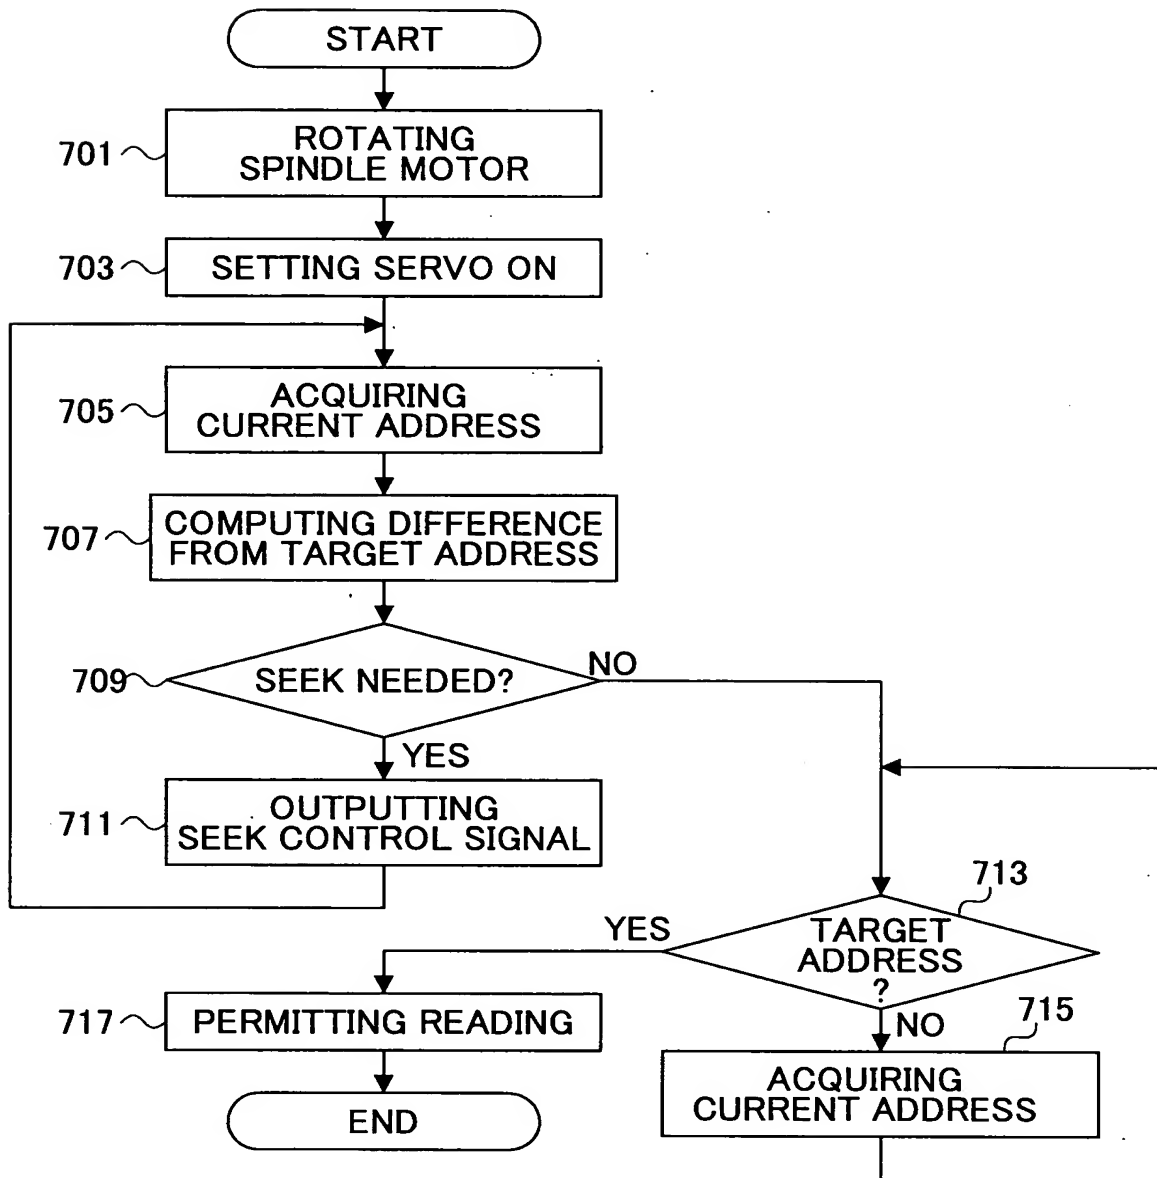 START
701
ROTATING
SPINDLE MOTOR
703
SETTING SERVO ON
705
ACQUIRING
CURRENT ADDRESS
707
COMPUTING DIFFERENCE
FROM TARGET ADDRESS
709
SEEK NEEDED?
NO
YES
711
OUTPUTTING
SEEK CONTROL SIGNAL
713
YES
TARGET
ADDRESS
?
NO
715
ACQUIRING
CURRENT ADDRESS
717
PERMITTING READING
END